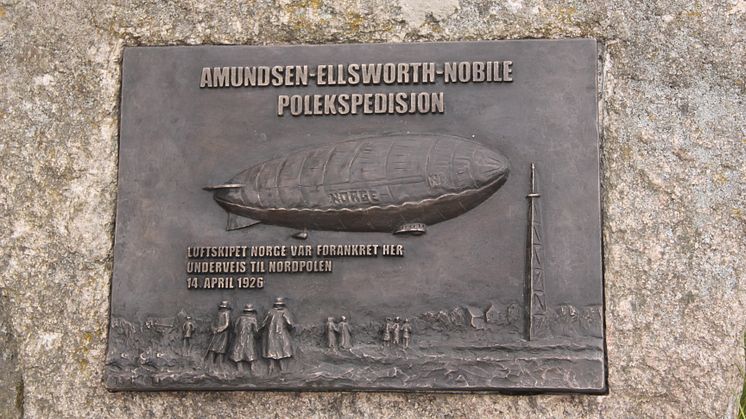 AMUNDSEN-ELLSWORTH-NOBILE
POLEKSPEDISJON
NORGE
LUFTSKIPET NORGE VAR FORANKRET HER
UNDERVEIS TIL NORDPOLEN
14. APRIL 1926